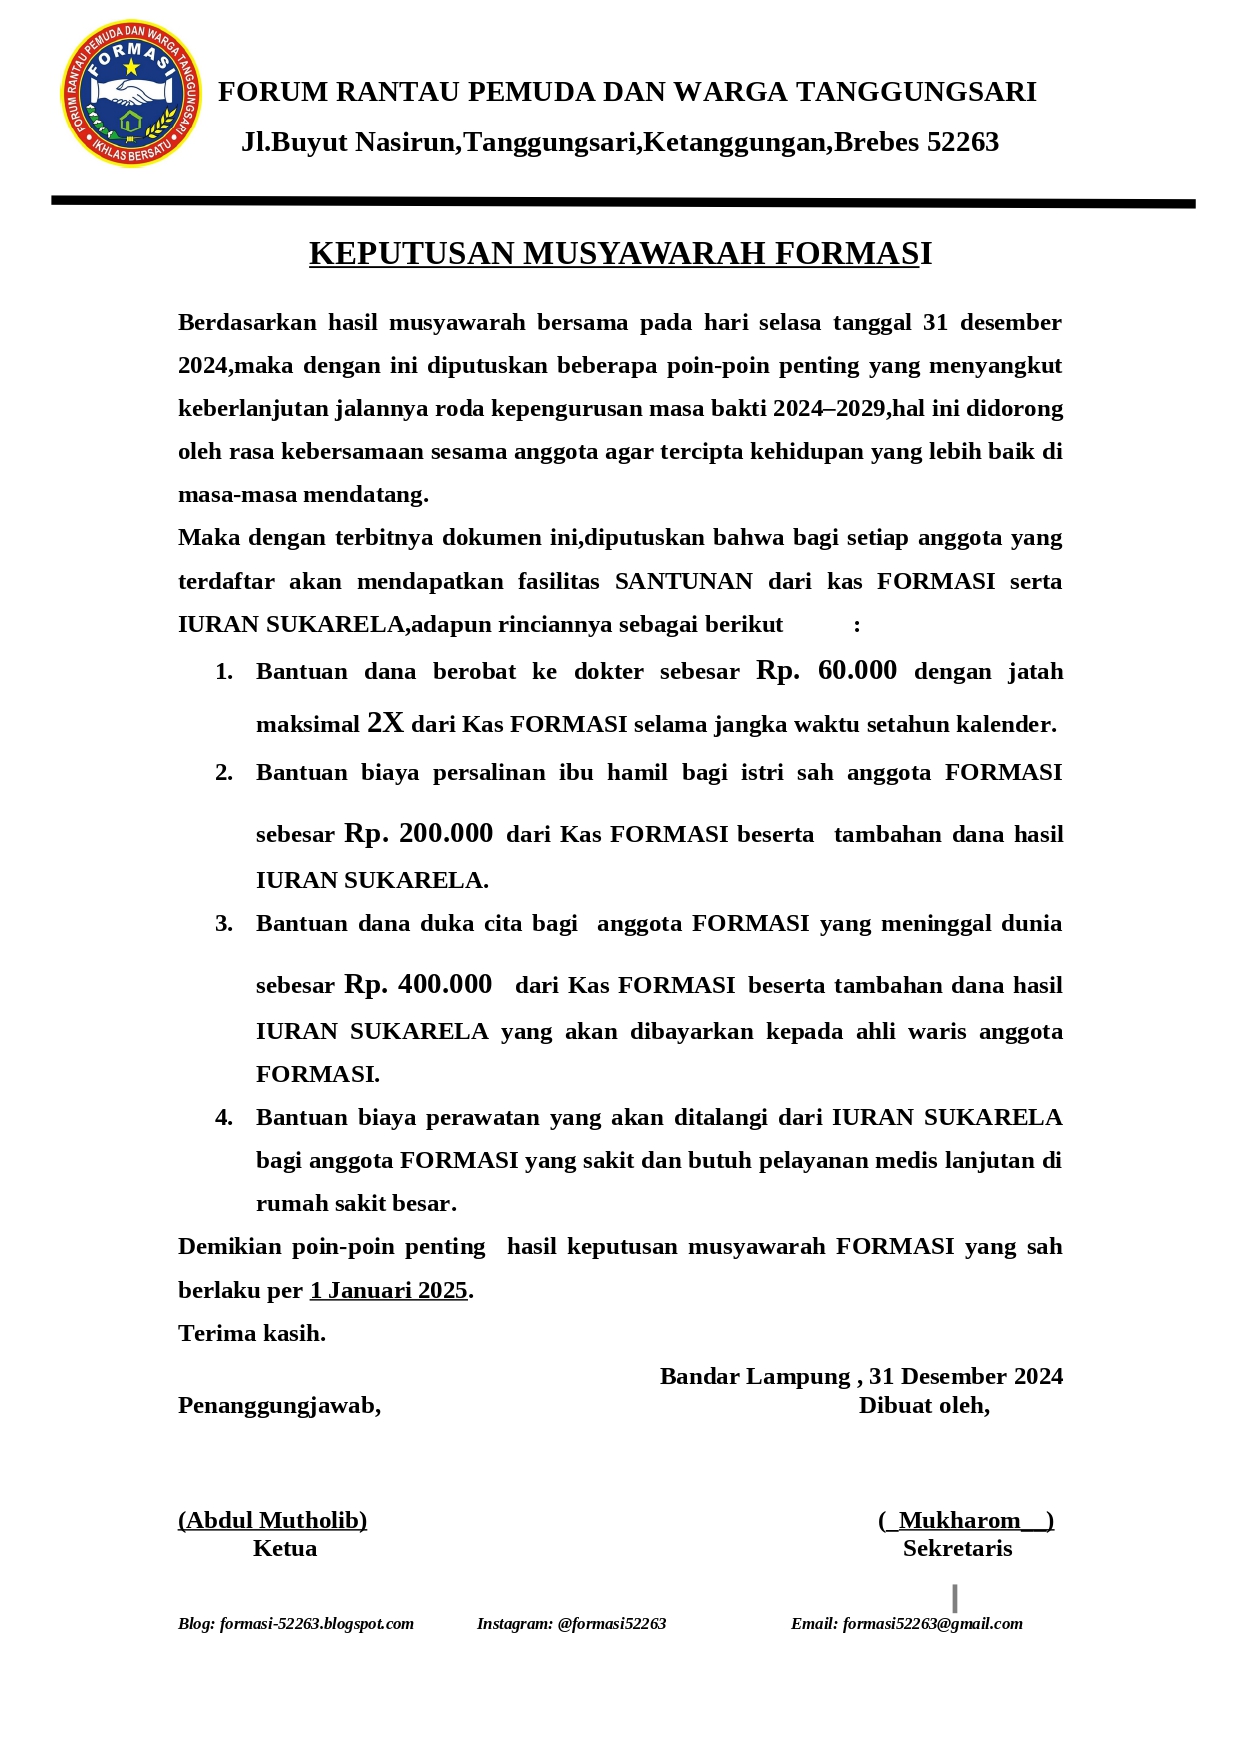 FORMASI
FORUM RANTAU PEMUDA DAN WARGA TANGGUNGSARI
IKHLAS BERSATU
FORUM RANTAU PEMUDA DAN WARGA TANGGUNGSARI
Jl.Buyut Nasirun,Tanggungsari,Ketanggungan,Brebes 52263
KEPUTUSAN MUSYAWARAH FORMASI
Berdasarkan hasil musyawarah bersama pada hari selasa tanggal 31 desember
2024,maka dengan ini diputuskan beberapa poin-poin penting yang menyangkut
keberlanjutan jalannya roda kepengurusan masa bakti 2024–2029,hal ini didorong
oleh rasa kebersamaan sesama anggota agar tercipta kehidupan yang lebih baik di
masa-masa mendatang.
Maka dengan terbitnya dokumen ini,diputuskan bahwa bagi setiap anggota yang
terdaftar akan mendapatkan fasilitas SANTUNAN dari kas FORMASI serta
IURAN SUKARELA,adapun rinciannya sebagai berikut :
1. Bantuan dana berobat ke dokter sebesar Rp. 60.000 dengan jatah
maksimal 2X dari Kas FORMASI selama jangka waktu setahun kalender.
2. Bantuan biaya persalinan ibu hamil bagi istri sah anggota FORMASI
sebesar Rp. 200.000 dari Kas FORMASI beserta tambahan dana hasil
IURAN SUKARELA.
3. Bantuan dana duka cita bagi anggota FORMASI yang meninggal dunia
sebesar Rp. 400.000 dari Kas FORMASI beserta tambahan dana hasil
IURAN SUKARELA yang akan dibayarkan kepada ahli waris anggota
FORMASI.
4. Bantuan biaya perawatan yang akan ditalangi dari IURAN SUKARELA
bagi anggota FORMASI yang sakit dan butuh pelayanan medis lanjutan di
rumah sakit besar.
Demikian poin-poin penting hasil keputusan musyawarah FORMASI yang sah
berlaku per 1 Januari 2025.
Terima kasih.
Bandar Lampung , 31 Desember 2024
Penanggungjawab, Dibuat oleh,
(Abdul Mutholib) (_Mukharom__)
Ketua Sekretaris
Blog: formasi-52263.blogspot.com Instagram: @formasi52263 Email: formasi52263@gmail.com